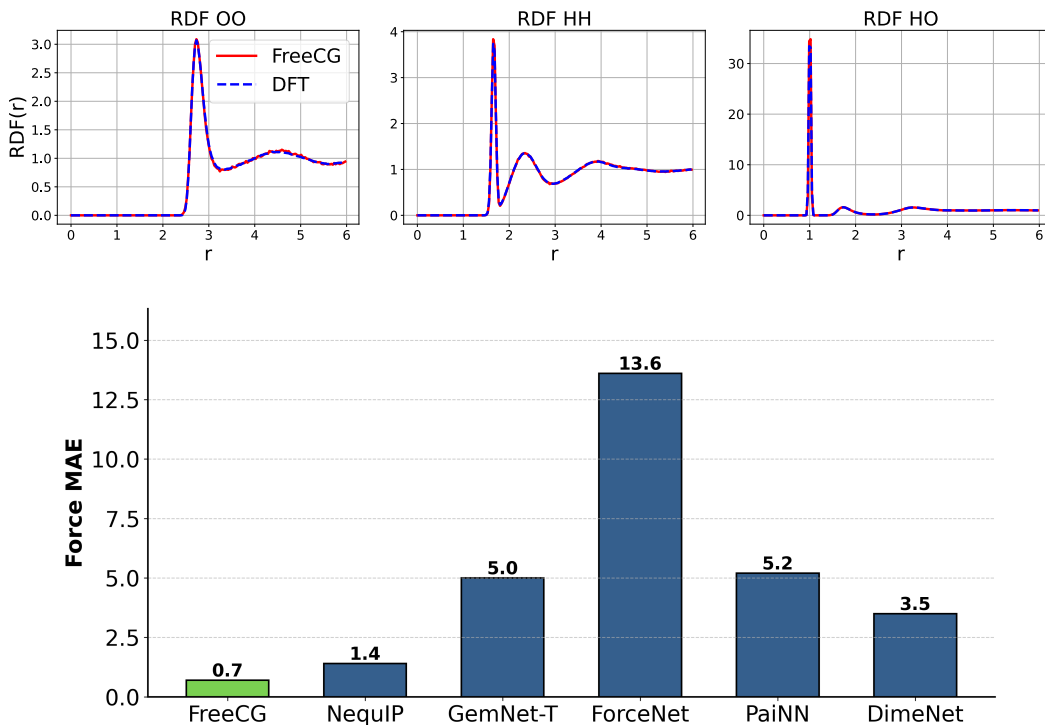 RDF OO
RDF HH
RDF HO
RDF(r)
3.0
2.5
2.0
1.5
1.0
0.5
0.0
FreeCG
DFT
0 1 2 3 4 5 6
r
4
3
2
1
0
0 1 2 3 4 5 6
r
30
20
10
0
0 1 2 3 4 5 6
r
Force MAE
15.0
12.5
10.0
7.5
5.0
2.5
0.0
0.7
1.4
5.0
13.6
5.2
3.5
FreeCG NequIP GemNet-T ForceNet PaiNN DimeNet